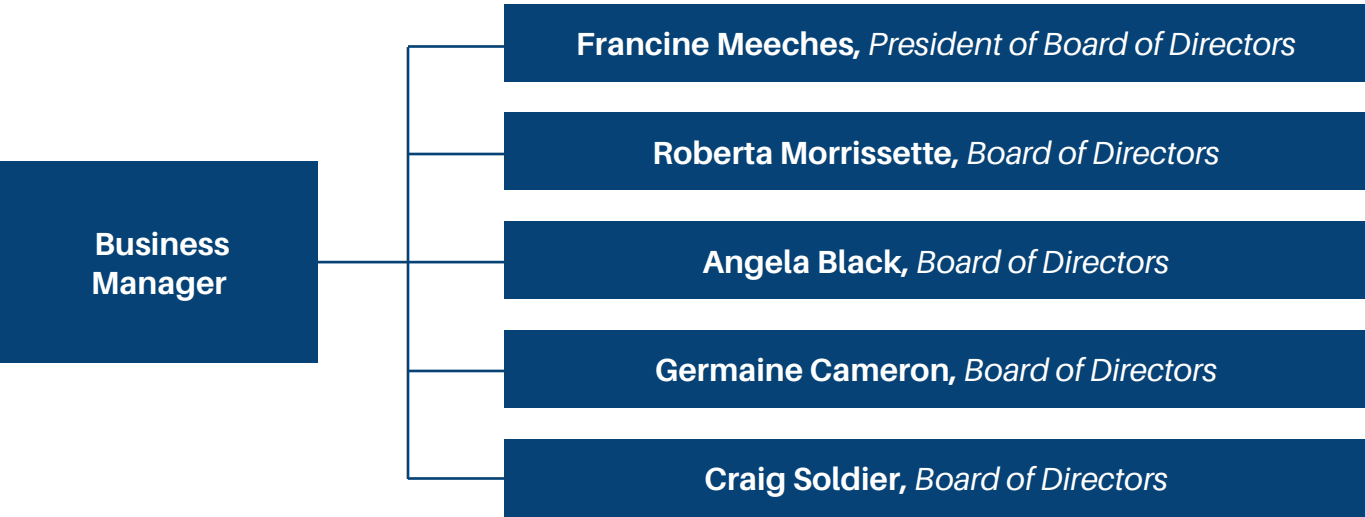 Francine Meeches, President of Board of Directors
Roberta Morrissette, Board of Directors
Business
Manager
Angela Black, Board of Directors
Germaine Cameron, Board of Directors
Craig Soldier, Board of Directors